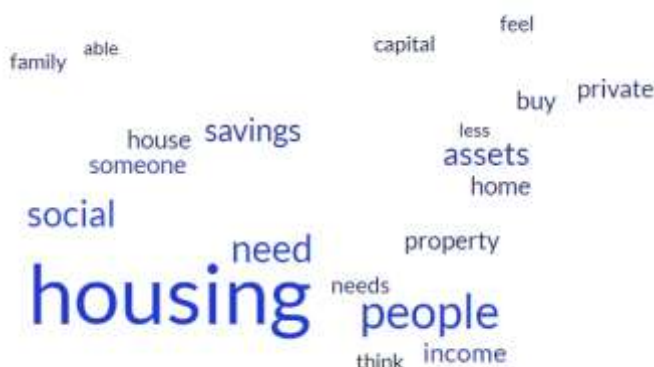 feel
able
capital
family
private
buy
less
house savings
someone
assets
home
social
need
property
housing
needs
people
think
income